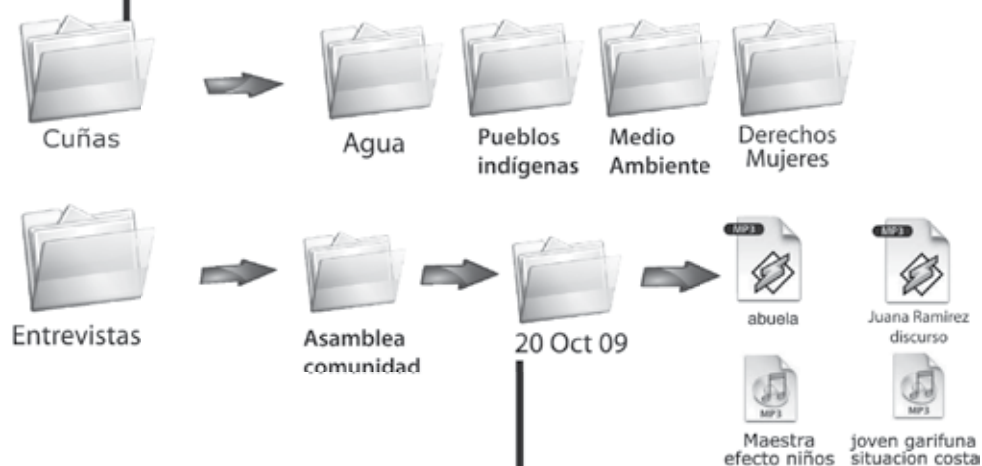 Cuñas
Agua
Pueblos
indígenas
Medio
Ambiente
Derechos
Mujeres
Entrevistas
Asamblea
comunidad
20 Oct 09
MP3
abuela
MP3
Juana Ramírez
discurso
MP3
Maestra
efecto niños
MP3
joven garifuna
situacion costa